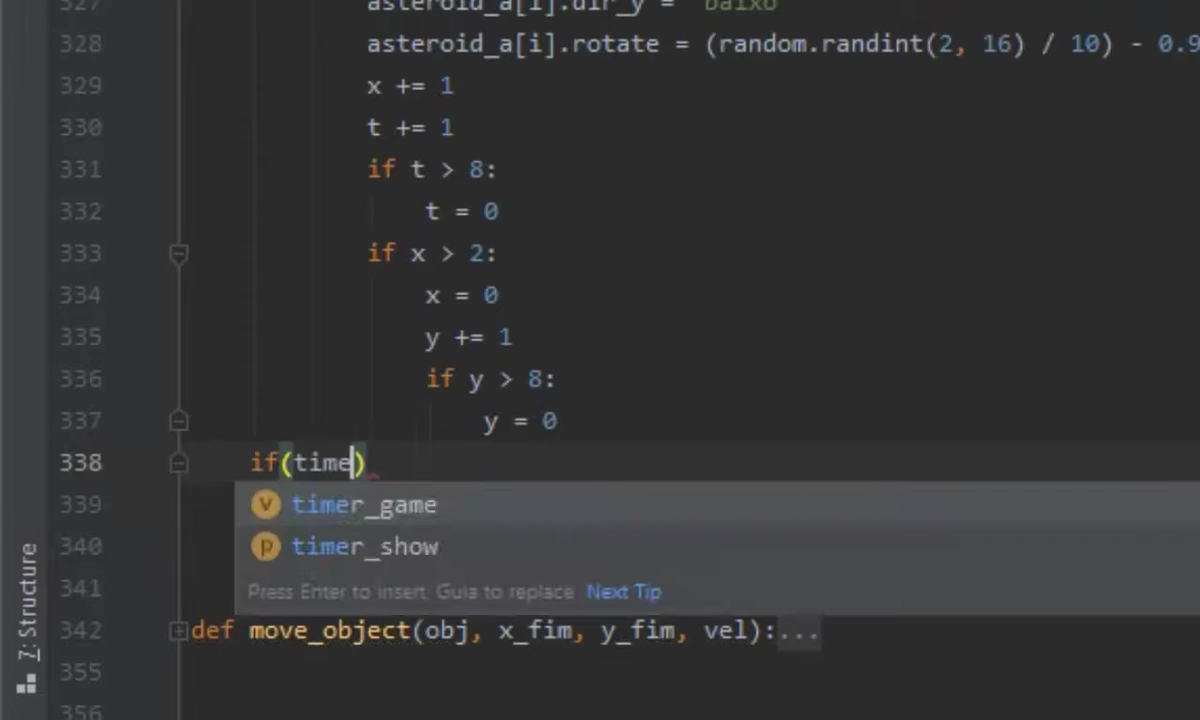 327 asteroid_a[i].dir_y = "baixo"
328 asteroid_a[i].rotate = (random.randint(2, 16) / 10) - 0.9
329 x += 1
330 t += 1
331 if t > 8:
332 t = 0
333 if x > 2:
334 x = 0
335 y += 1
336 if y > 8:
337 y = 0
338 if(time)
339 v timer_game
340 p timer_show
341 Press Enter to insert, Guia to replace Next Tip
342 def move_object(obj, x_fim, y_fim, vel):...
355
356
7: Structure